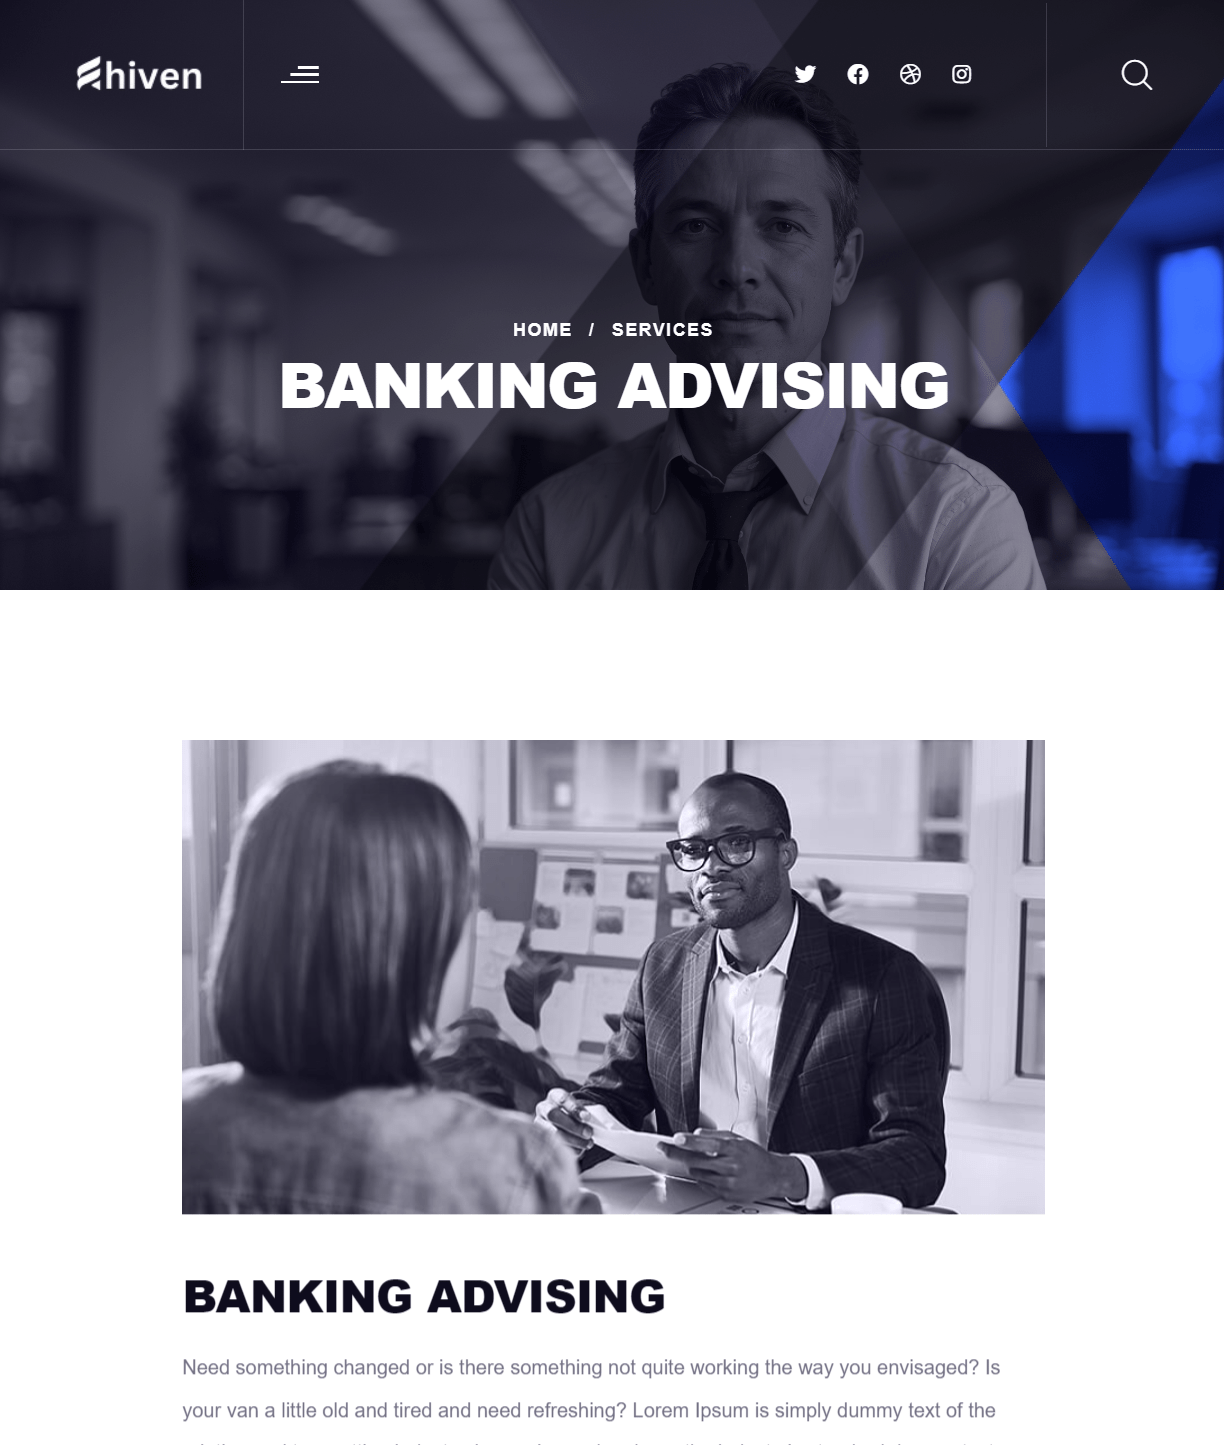 hiven
HOME / SERVICES
BANKING ADVISING
BANKING ADVISING
Need something changed or is there something not quite working the way you envisaged? Is
your van a little old and tired and need refreshing? Lorem Ipsum is simply dummy text of the